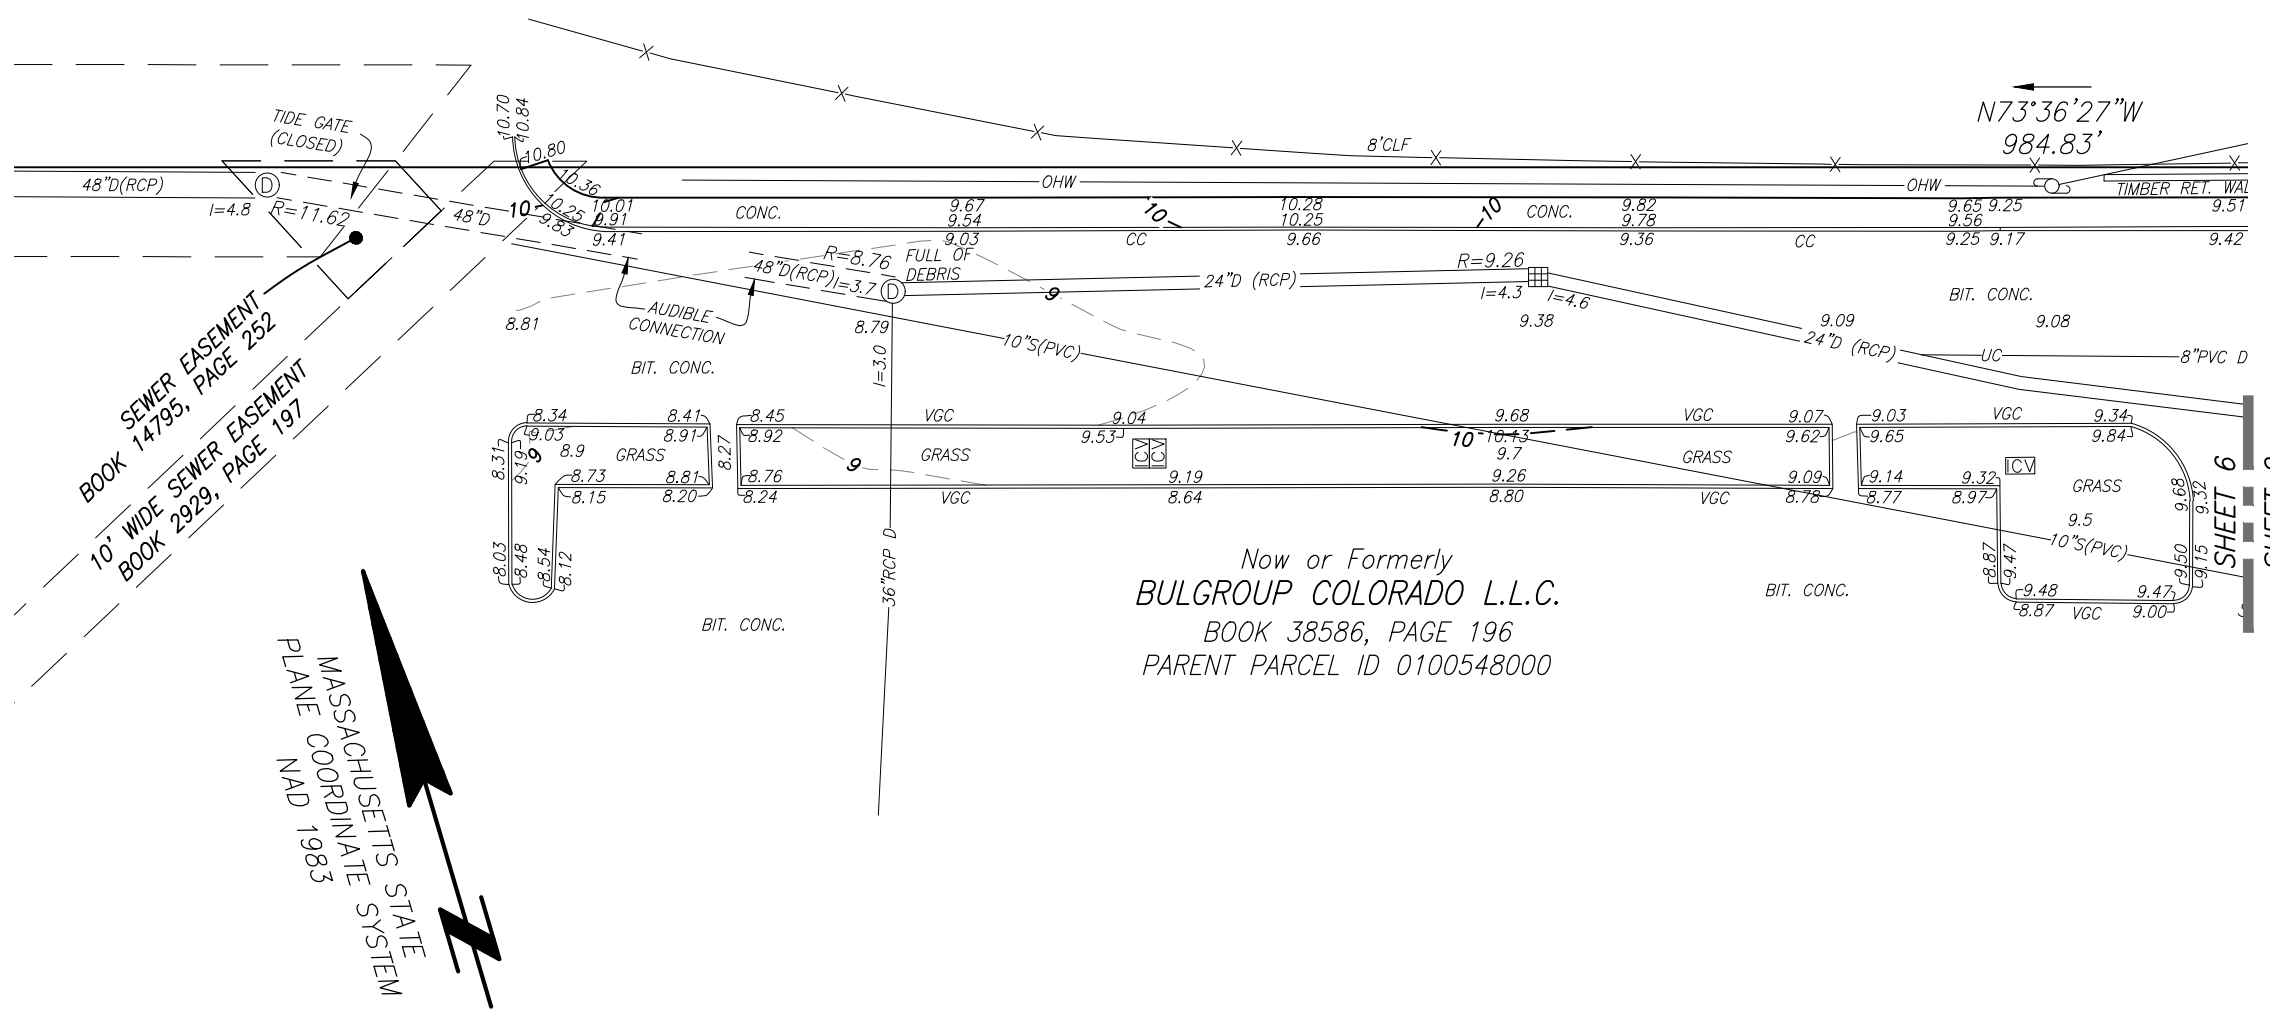 N73°36'27"W
984.83'
8'CLF
TIDE GATE
(CLOSED)
10.70
10.84
10.80
10.36
10.25
9.83
10
48"D(RCP)
D
I=4.8
R=11.62
48"D
OHW
OHW
TIMBER RET. WAL
10.01
9.91
9.41
CONC.
9.67
9.54
9.03
10
CC
10.28
10.25
9.66
10
CONC.
9.82
9.78
9.36
CC
9.65
9.25
9.56
9.25
9.17
9.51
9.42
R=8.76
48"D(RCP)
I=3.7
FULL OF
DEBRIS
D
24"D (RCP)
R=9.26
I=4.3
I=4.6
9
BIT. CONC.
8.81
AUDIBLE
CONNECTION
8.79
I=3.0
10"S(PVC)
9.38
9.09
24"D (RCP)
9.08
UC
8"PVC D
BIT. CONC.
SEWER EASEMENT
BOOK 14795, PAGE 252
10' WIDE SEWER EASEMENT
BOOK 2929, PAGE 197
8.34
8.41
8.45
VGC
9.04
9.68
VGC
9.07
9.03
VGC
9.34
9.03
8.91
8.92
9.53
10
10.13
9.62
9.65
9.84
8.31
9.19
9
8.9
GRASS
8.27
9
GRASS
ICV
ICV
9.7
GRASS
ICV
GRASS
8.73
8.81
8.76
9.19
9.26
9.09
9.14
9.32
8.15
8.20
8.24
VGC
8.64
8.80
VGC
8.78
8.77
8.97
9.68
9.32
9.5
10"S(PVC)
8.03
8.48
8.54
8.12
36"RCP D
8.87
9.47
9.50
9.15
9.48
9.47
8.87
VGC
9.00
SHEET 6
Now or Formerly
BULGROUP COLORADO L.L.C.
BOOK 38586, PAGE 196
PARENT PARCEL ID 0100548000
BIT. CONC.
BIT. CONC.
MASSACHUSETTS STATE
PLANE COORDINATE SYSTEM
NAD 1983